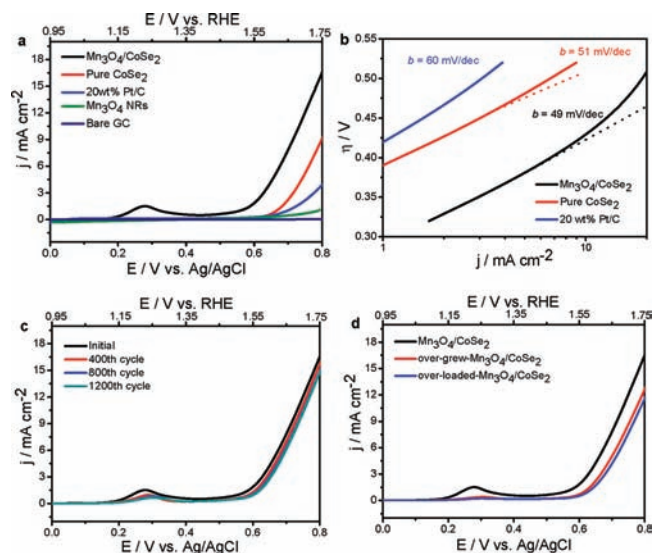 E / V vs. RHE
0.95 1.15 1.35 1.55 1.75
a
Mn₃O₄/CoSe₂
Pure CoSe₂
20wt% Pt/C
Mn₃O₄ NRs
Bare GC
18
15
12
9
6
3
0
j / mA cm⁻²
0.0 0.2 0.4 0.6 0.8
E / V vs. Ag/AgCl
b
b = 60 mV/dec
b = 51 mV/dec
b = 49 mV/dec
0.50
0.45
0.40
0.35
0.30
η / V
Mn₃O₄/CoSe₂
Pure CoSe₂
20 wt% Pt/C
1 10
j / mA cm⁻²
E / V vs. RHE
0.95 1.15 1.35 1.55 1.75
c
Initial
400th cycle
800th cycle
1200th cycle
18
15
12
9
6
3
0
j / mA cm⁻²
0.0 0.2 0.4 0.6 0.8
E / V vs. Ag/AgCl
E / V vs. RHE
0.95 1.15 1.35 1.55 1.75
d
Mn₃O₄/CoSe₂
over-grew-Mn₃O₄/CoSe₂
over-loaded-Mn₃O₄/CoSe₂
18
15
12
9
6
3
0
j / mA cm⁻²
0.0 0.2 0.4 0.6 0.8
E / V vs. Ag/AgCl